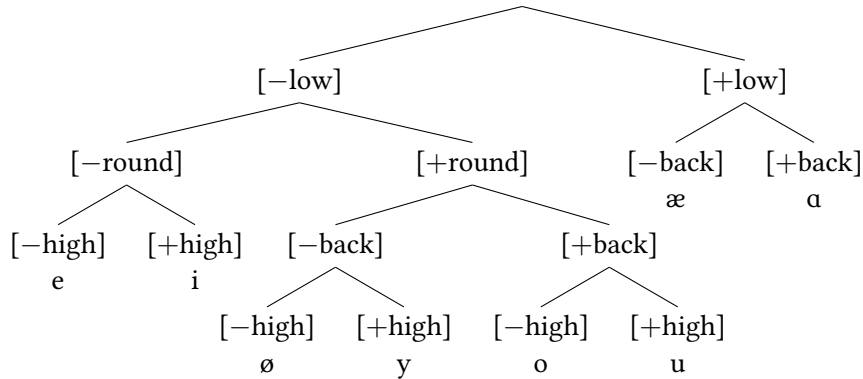 [−low] [+low]
[−round] [+round] [−back] [+back]
æ ɑ
[−high] [+high] [−back] [+back]
e i
[−high] [+high] [−high] [+high]
ø y o u